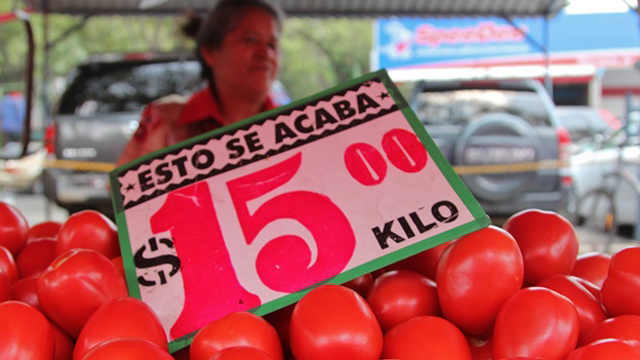 ★ESTO SE ACABA★
$15.00
KILO